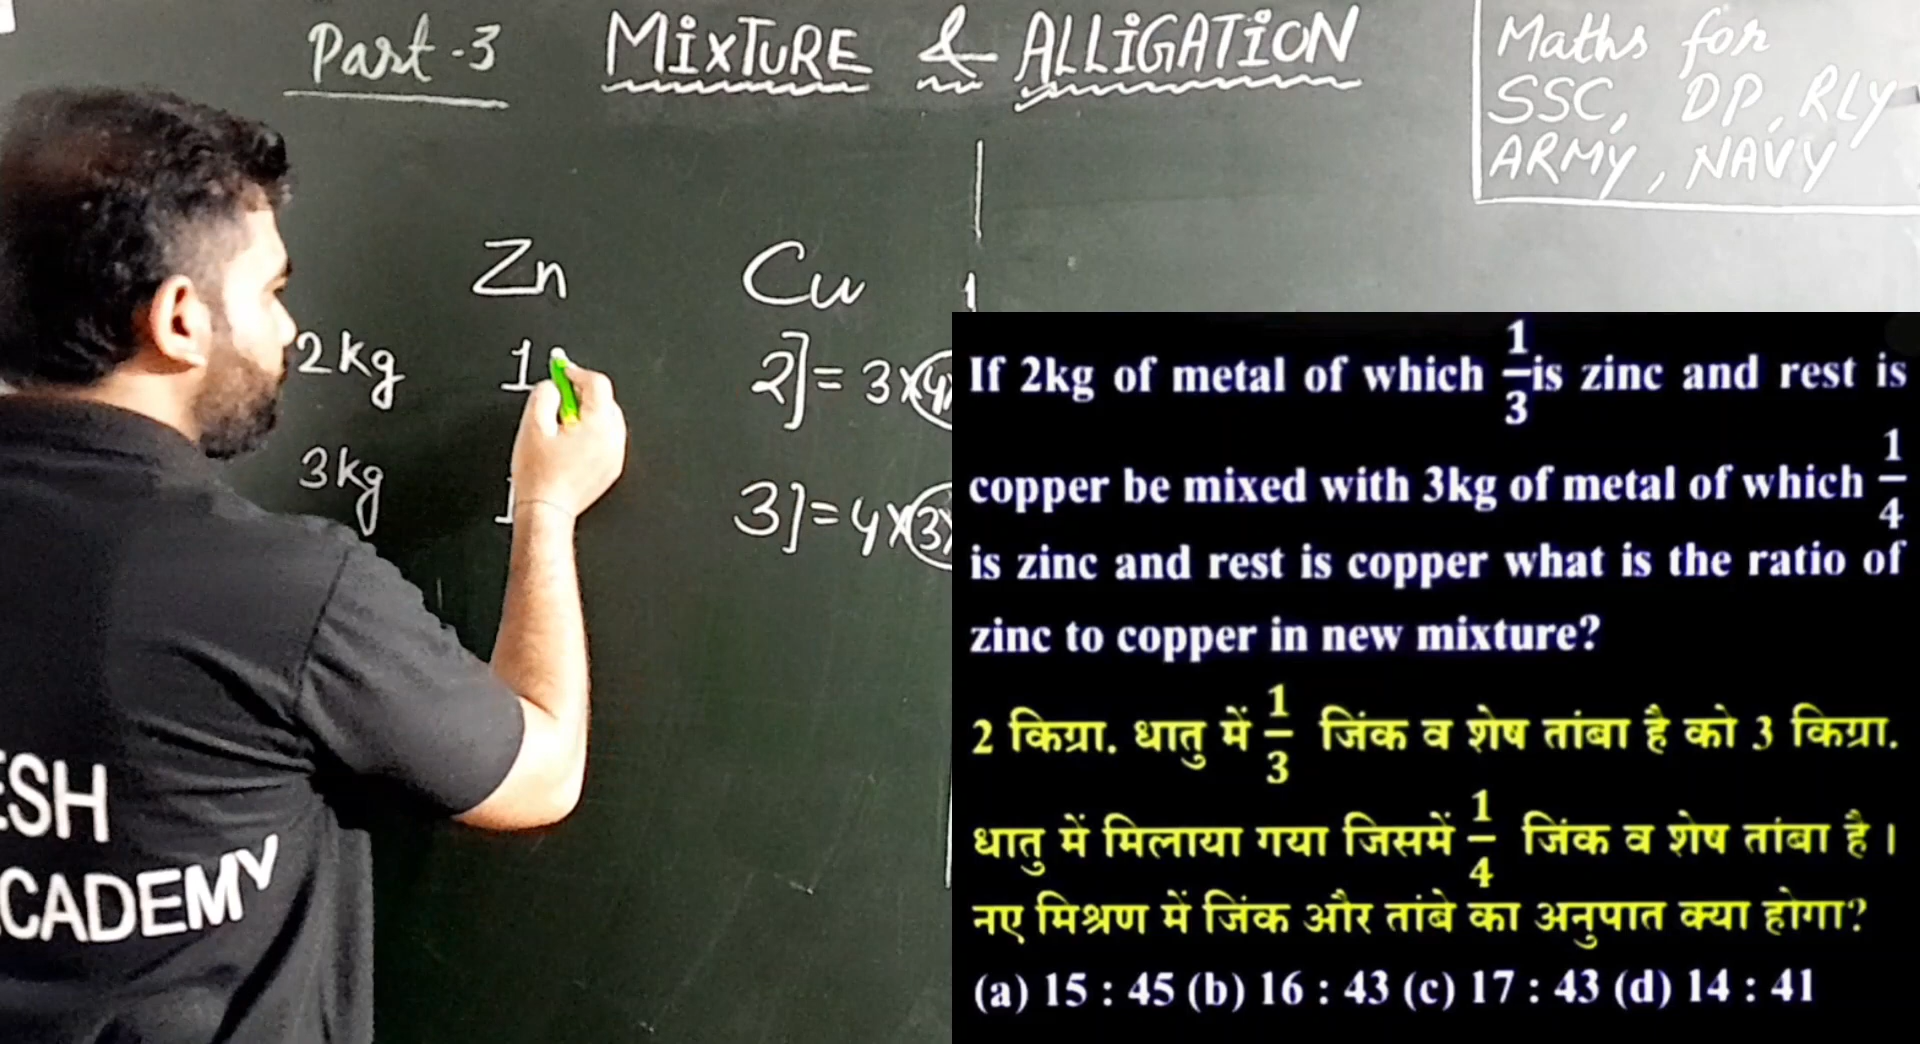 Part-3 MIXTURE & ALLIGATION
Maths for
SSC, DP, RLY
ARMY, NAVY
Zn Cu
2kg 1 2] = 3×4
3kg 1 3] = 4×3
If 2kg of metal of which 1/3 is zinc and rest is
copper be mixed with 3kg of metal of which 1/4
is zinc and rest is copper what is the ratio of
zinc to copper in new mixture?
2 किग्रा. धातु में 1/3 जिंक व शेष तांबा है को 3 किग्रा.
धातु में मिलाया गया जिसमें 1/4 जिंक व शेष तांबा है।
नए मिश्रण में जिंक और तांबे का अनुपात क्या होगा?
(a) 15 : 45 (b) 16 : 43 (c) 17 : 43 (d) 14 : 41
ESH
CADEMY